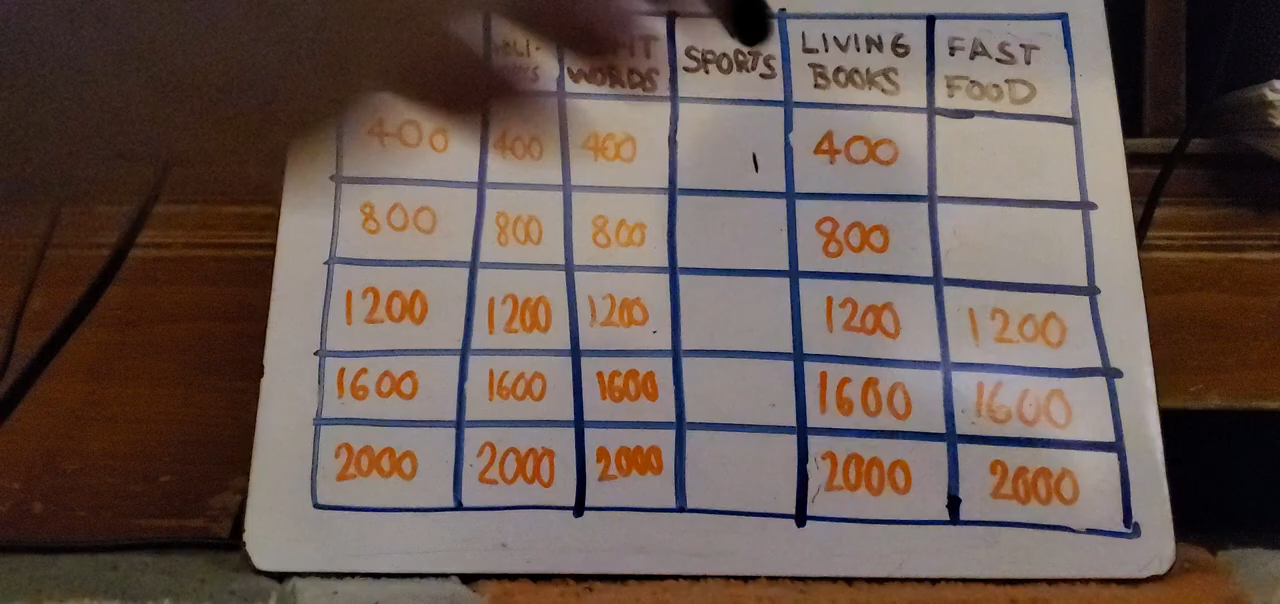 WORDS
SPORTS
LIVING
BOOKS
FAST
FOOD
400 400 400 400
800 800 800 800
1200 1200 1200 1200 1200
1600 1600 1600 1600 1600
2000 2000 2000 2000 2000